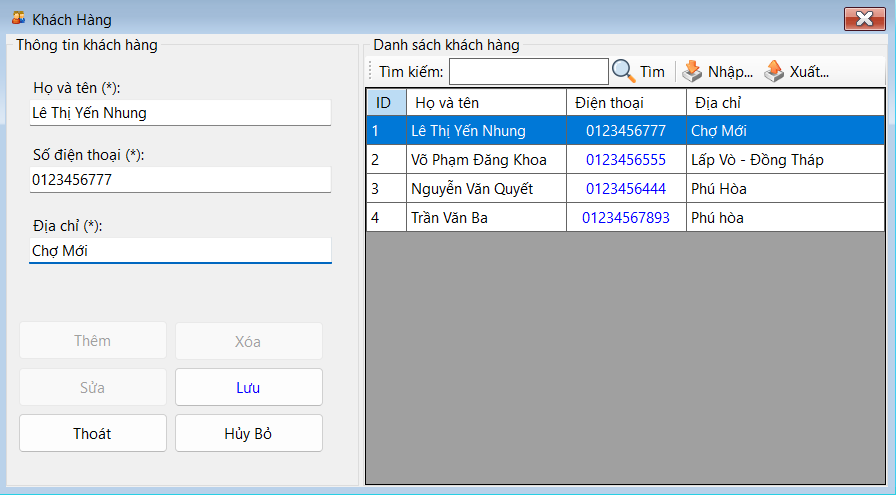 Khách Hàng
Thông tin khách hàng
Họ và tên (*):
Lê Thị Yến Nhung
Số điện thoại (*):
0123456777
Địa chỉ (*):
Chợ Mới
Thêm
Xóa
Sửa
Lưu
Thoát
Hủy Bỏ
Danh sách khách hàng
Tìm kiếm: Tìm Nhập... Xuất...
ID Họ và tên Điện thoại Địa chỉ
1 Lê Thị Yến Nhung 0123456777 Chợ Mới
2 Võ Phạm Đăng Khoa 0123456555 Lấp Vò - Đồng Tháp
3 Nguyễn Văn Quyết 0123456444 Phú Hòa
4 Trần Văn Ba 01234567893 Phú hòa